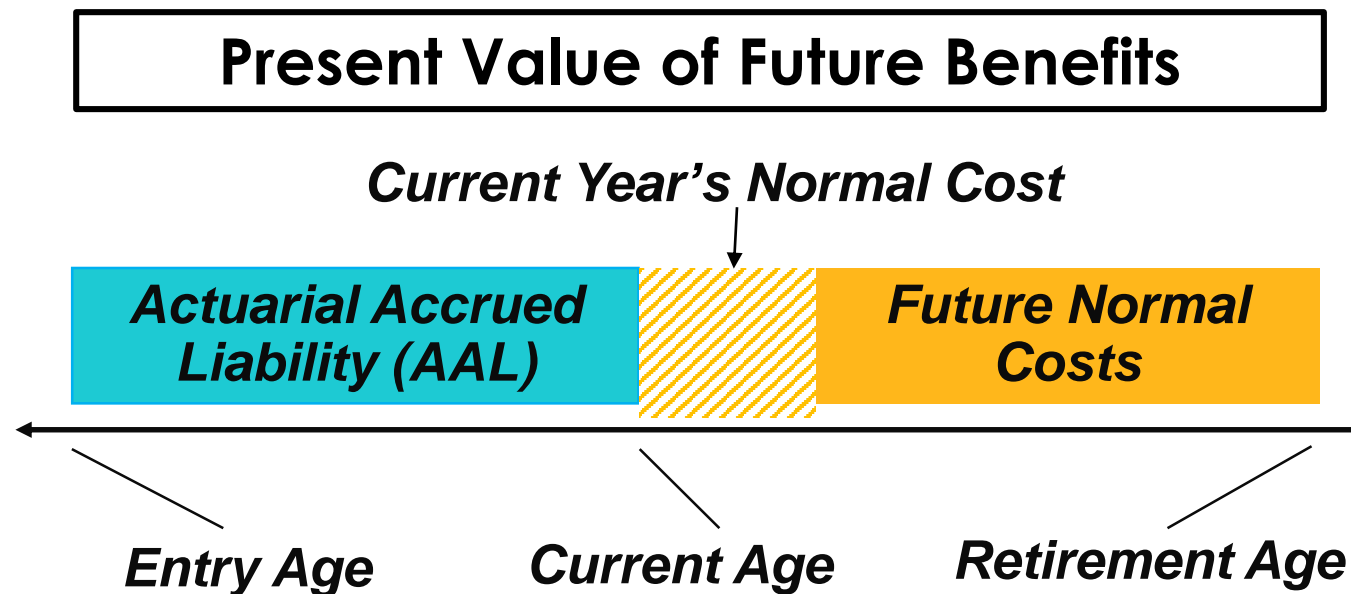 Present Value of Future Benefits
Current Year's Normal Cost
Actuarial Accrued
Liability (AAL)
Future Normal
Costs
Entry Age
Current Age
Retirement Age